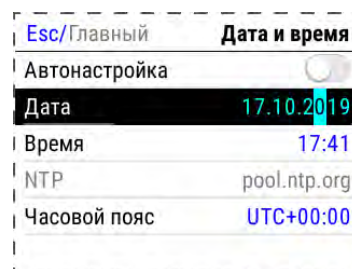 Esc/Главный Дата и время
Автонастройка
Дата 17.10.2019
Время 17:41
NTP pool.ntp.org
Часовой пояс UTC+00:00